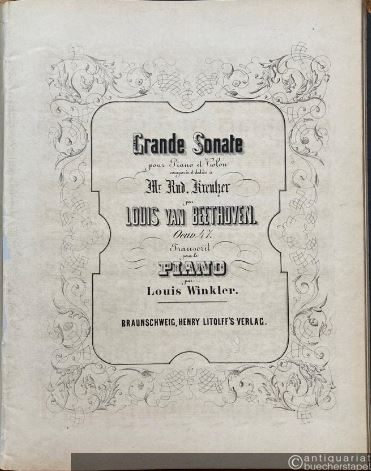 Grande Sonate
pour Piano et Violon
composée et dédiée à
Mr Rud. Kreutzer
par
LOUIS VAN BEETHOVEN.
Oeuv. 47.
Transcrit
pour le
PIANO
par
Louis Winkler.
BRAUNSCHWEIG, HENRY LITOLFF'S VERLAG.
antiquariat
buecherstapel